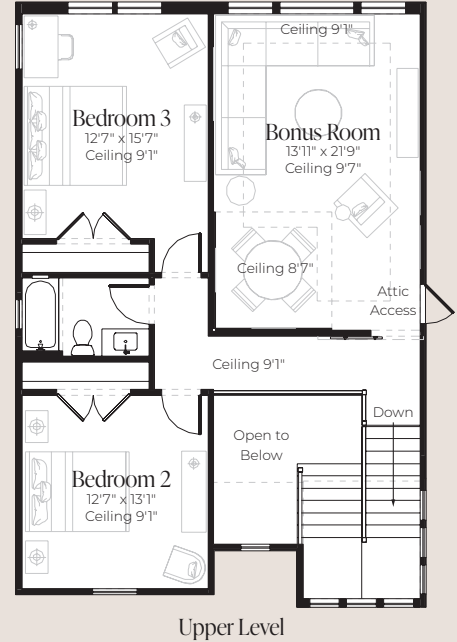 Ceiling 9'1"
Bedroom 3
12'7" x 15'7"
Ceiling 9'1"
Bonus Room
13'11" x 21'9"
Ceiling 9'7"
Ceiling 8'7"
Attic
Access
Ceiling 9'1"
Down
Open to
Below
Bedroom 2
12'7" x 13'1"
Ceiling 9'1"
Upper Level